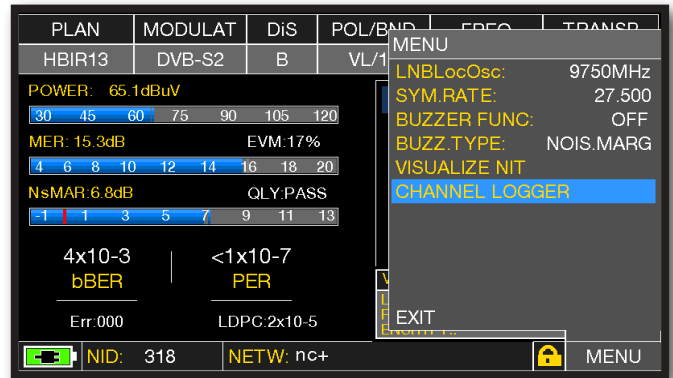 PLAN MODULAT DiS POL/BND FREQ TRANSP
HBIR13 DVB-S2 B VL/1
MENU
LNBLocOsc: 9750MHz
SYM.RATE: 27.500
BUZZER FUNC: OFF
BUZZ.TYPE: NOIS.MARG
VISUALIZE NIT
CHANNEL LOGGER
EXIT
POWER: 65.1dBuV
30 45 60 75 90 105 120
MER: 15.3dB EVM:17%
4 6 8 10 12 14 16 18 20
NsMAR:6.8dB QLY:PASS
-1 1 3 5 7 9 11 13
4x10-3 <1x10-7
bBER PER
Err:000 LDPC:2x10-5
NID: 318 NETW: nc+ MENU